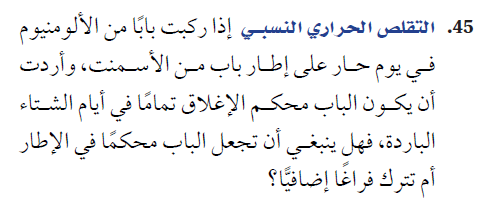 45. التقلص الحراري النسبي إذا ركبت بابًا من الألومنيوم
في يوم حار على إطار باب من الأسمنت، وأردت
أن يكون الباب محكم الإغلاق تمامًا في أيام الشتاء
الباردة، فهل ينبغي أن تجعل الباب محكمًا في الإطار
أم تترك فراغًا إضافيًّا؟